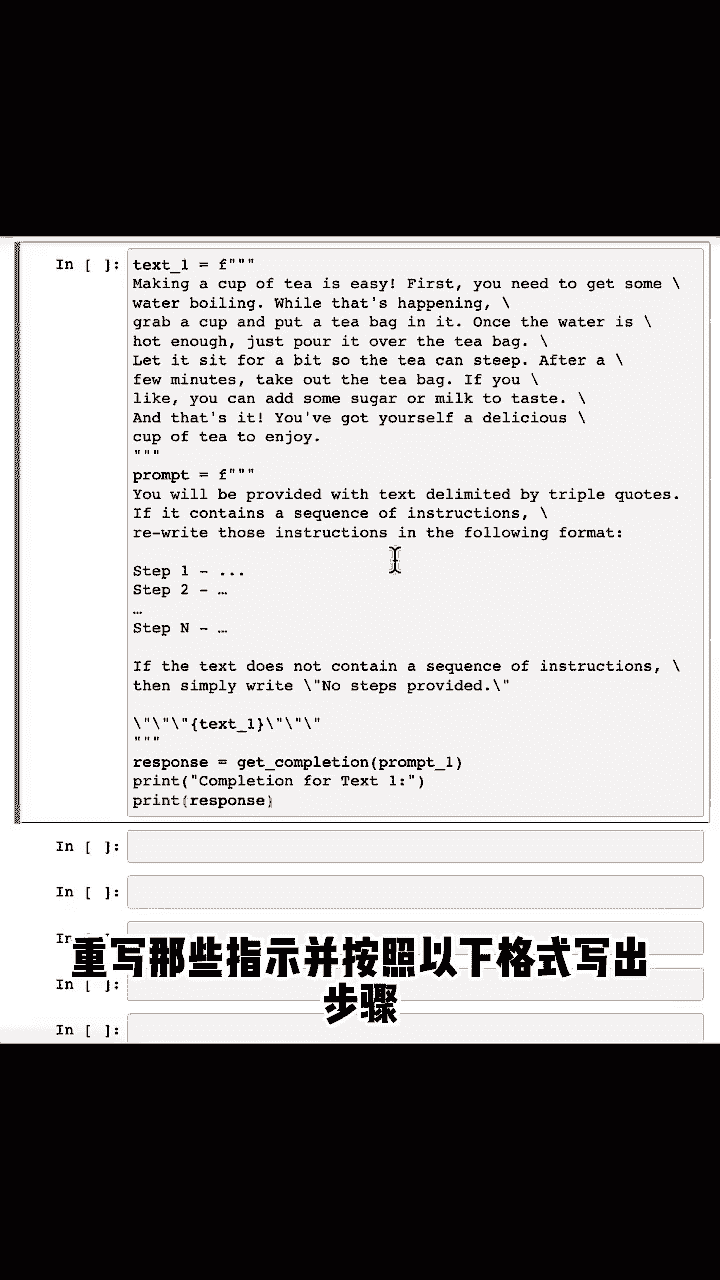 In [ ]:
text_1 = f"""
Making a cup of tea is easy! First, you need to get some \
water boiling. While that's happening, \
grab a cup and put a tea bag in it. Once the water is \
hot enough, just pour it over the tea bag. \
Let it sit for a bit so the tea can steep. After a \
few minutes, take out the tea bag. If you \
like, you can add some sugar or milk to taste. \
And that's it! You've got yourself a delicious \
cup of tea to enjoy.
"""
prompt = f"""
You will be provided with text delimited by triple quotes.
If it contains a sequence of instructions, \
re-write those instructions in the following format:
Step 1 - ...
Step 2 - …
…
Step N - …
If the text does not contain a sequence of instructions, \
then simply write \"No steps provided.\"
\"\"\"{text_1}\"\"\"
"""
response = get_completion(prompt_1)
print("Completion for Text 1:")
print(response)
In [ ]:
In [ ]:
In [ ]:
重写那些指示并按照以下格式写出
In [ ]:
步骤
In [ ]: